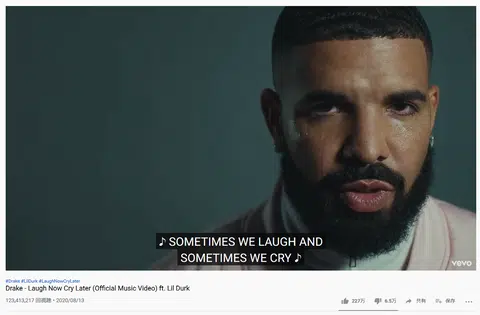 ♪ SOMETIMES WE LAUGH AND
SOMETIMES WE CRY ♪
vevo
#Drake #LilDurk #LaughNowCryLater
Drake - Laugh Now Cry Later (Official Music Video) ft. Lil Durk
123,413,217 回視聴・2020/08/13
227万 6.5万 共有 保存 ...